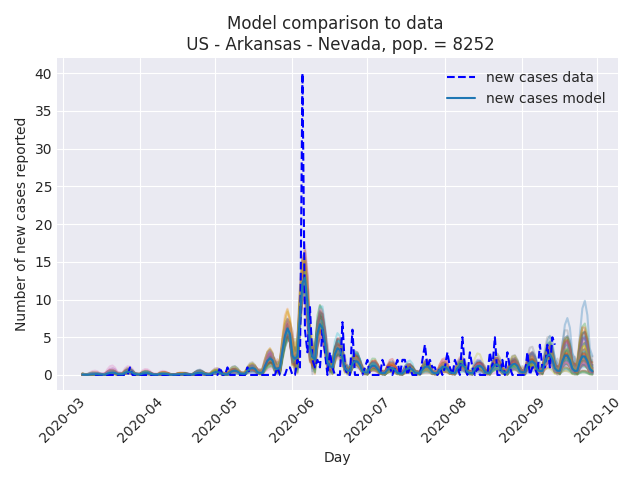 Model comparison to data
US - Arkansas - Nevada, pop. = 8252
new cases data
new cases model
Number of new cases reported
40
35
30
25
20
15
10
5
0
2020-03
2020-04
2020-05
2020-06
2020-07
2020-08
2020-09
2020-10
Day